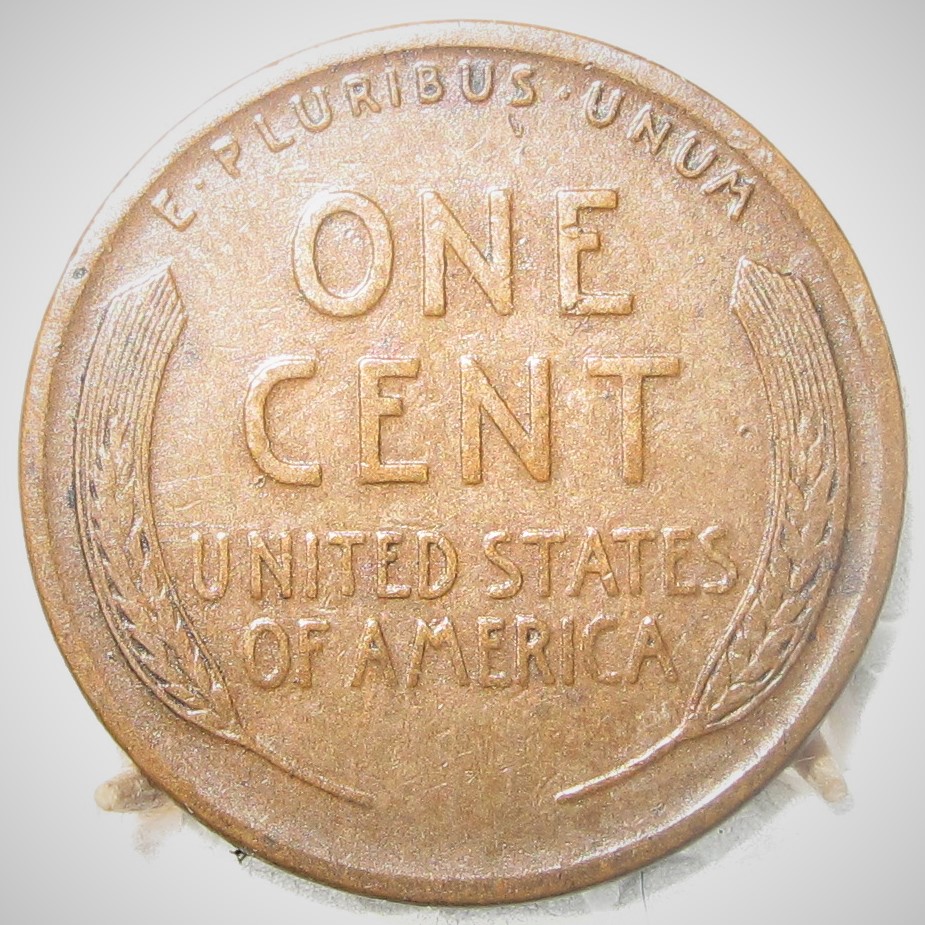 E · PLURIBUS · UNUM
ONE
CENT
UNITED STATES
OF AMERICA